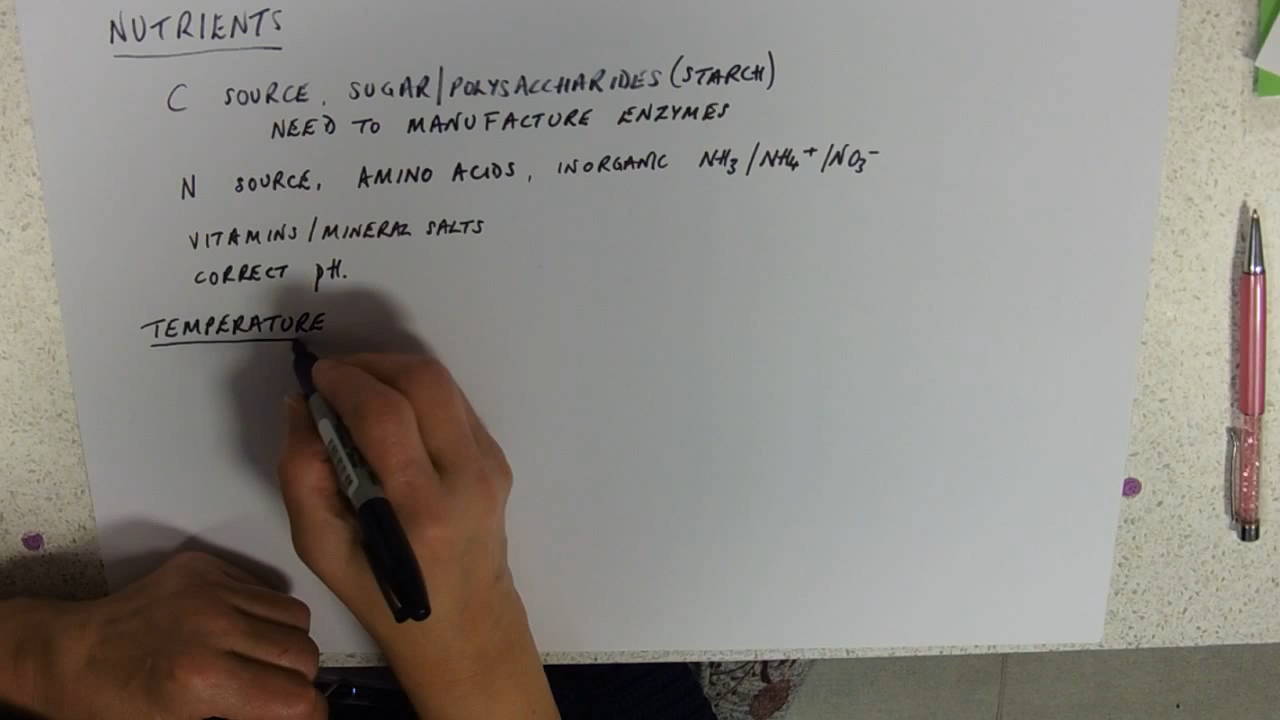 NUTRIENTS
C SOURCE, SUGAR/POLYSACCHARIDES (STARCH)
NEED TO MANUFACTURE ENZYMES
N SOURCE, AMINO ACIDS, INORGANIC NH₃/NH₄⁺/NO₃⁻
VITAMINS/MINERAL SALTS
CORRECT pH.
TEMPERATURE